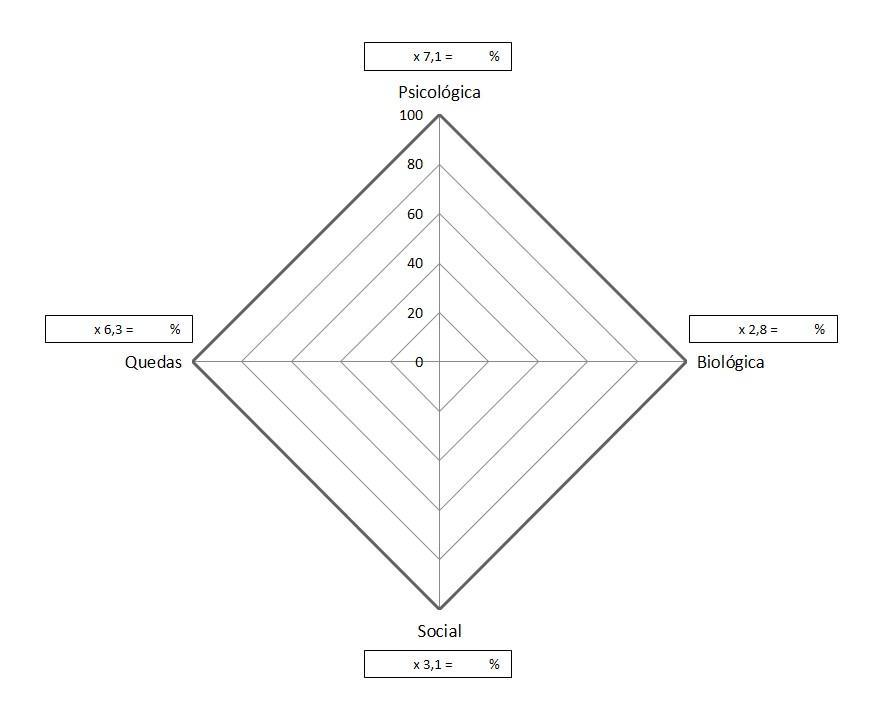 x 7,1 = %
Psicológica
100
80
60
40
20
0
x 6,3 = %
Quedas
x 2,8 = %
Biológica
Social
x 3,1 = %